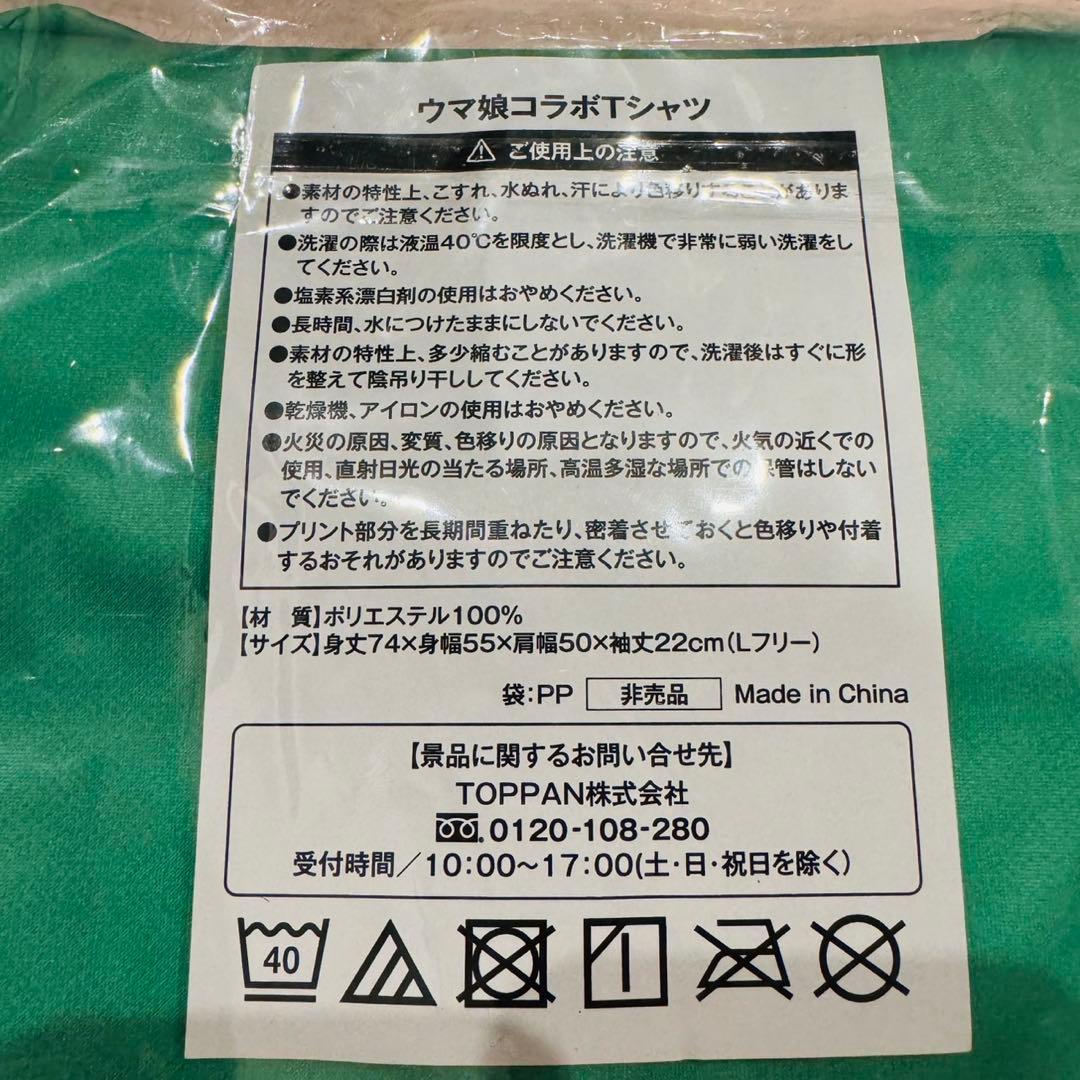 ウマ娘コラボTシャツ
⚠ ご使用上の注意
●素材の特性上、こすれ、水ぬれ、汗により色移りすることがありま
すのでご注意ください。
●洗濯の際は液温40℃を限度とし、洗濯機で非常に弱い洗濯をし
てください。
●塩素系漂白剤の使用はおやめください。
●長時間、水につけたままにしないでください。
●素材の特性上、多少縮むことがありますので、洗濯後はすぐに形
を整えて陰吊り干ししてください。
●乾燥機、アイロンの使用はおやめください。
●火災の原因、変質、色移りの原因となりますので、火気の近くでの
使用、直射日光の当たる場所、高温多湿な場所での保管はしない
でください。
●プリント部分を長期間重ねたり、密着させておくと色移りや付着
するおそれがありますのでご注意ください。
【材　質】ポリエステル100%
【サイズ】身丈74×身幅55×肩幅50×袖丈22cm(Lフリー)
袋:PP 非売品 Made in China
【景品に関するお問い合せ先】
TOPPAN株式会社
0120-108-280
受付時間/10:00〜17:00(土・日・祝日を除く)
40